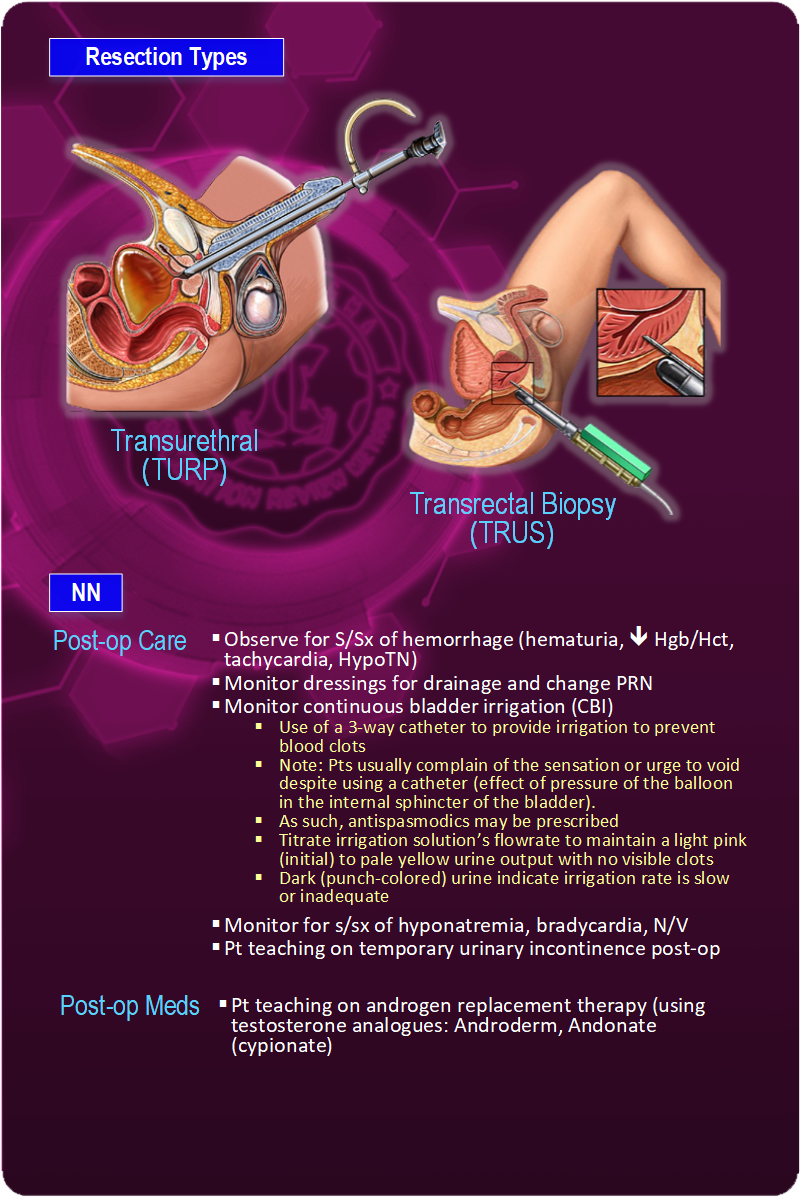 Resection Types
Transurethral
(TURP)
Transrectal Biopsy
(TRUS)
NN
Post-op Care
▪ Observe for S/Sx of hemorrhage (hematuria, 🡻 Hgb/Hct,
tachycardia, HypoTN)
▪ Monitor dressings for drainage and change PRN
▪ Monitor continuous bladder irrigation (CBI)
▪ Use of a 3-way catheter to provide irrigation to prevent
blood clots
▪ Note: Pts usually complain of the sensation or urge to void
despite using a catheter (effect of pressure of the balloon
in the internal sphincter of the bladder).
▪ As such, antispasmodics may be prescribed
▪ Titrate irrigation solution's flowrate to maintain a light pink
(initial) to pale yellow urine output with no visible clots
▪ Dark (punch-colored) urine indicate irrigation rate is slow
or inadequate
▪ Monitor for s/sx of hyponatremia, bradycardia, N/V
▪ Pt teaching on temporary urinary incontinence post-op
Post-op Meds
▪ Pt teaching on androgen replacement therapy (using
testosterone analogues: Androderm, Andonate
(cypionate)
REVIEW